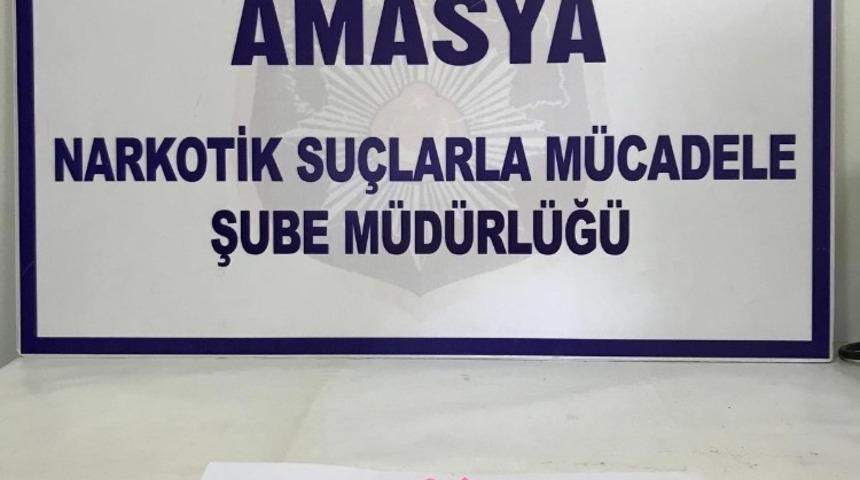 AMASYA
NARKOTİK SUÇLARLA MÜCADELE
ŞUBE MÜDÜRLÜĞÜ